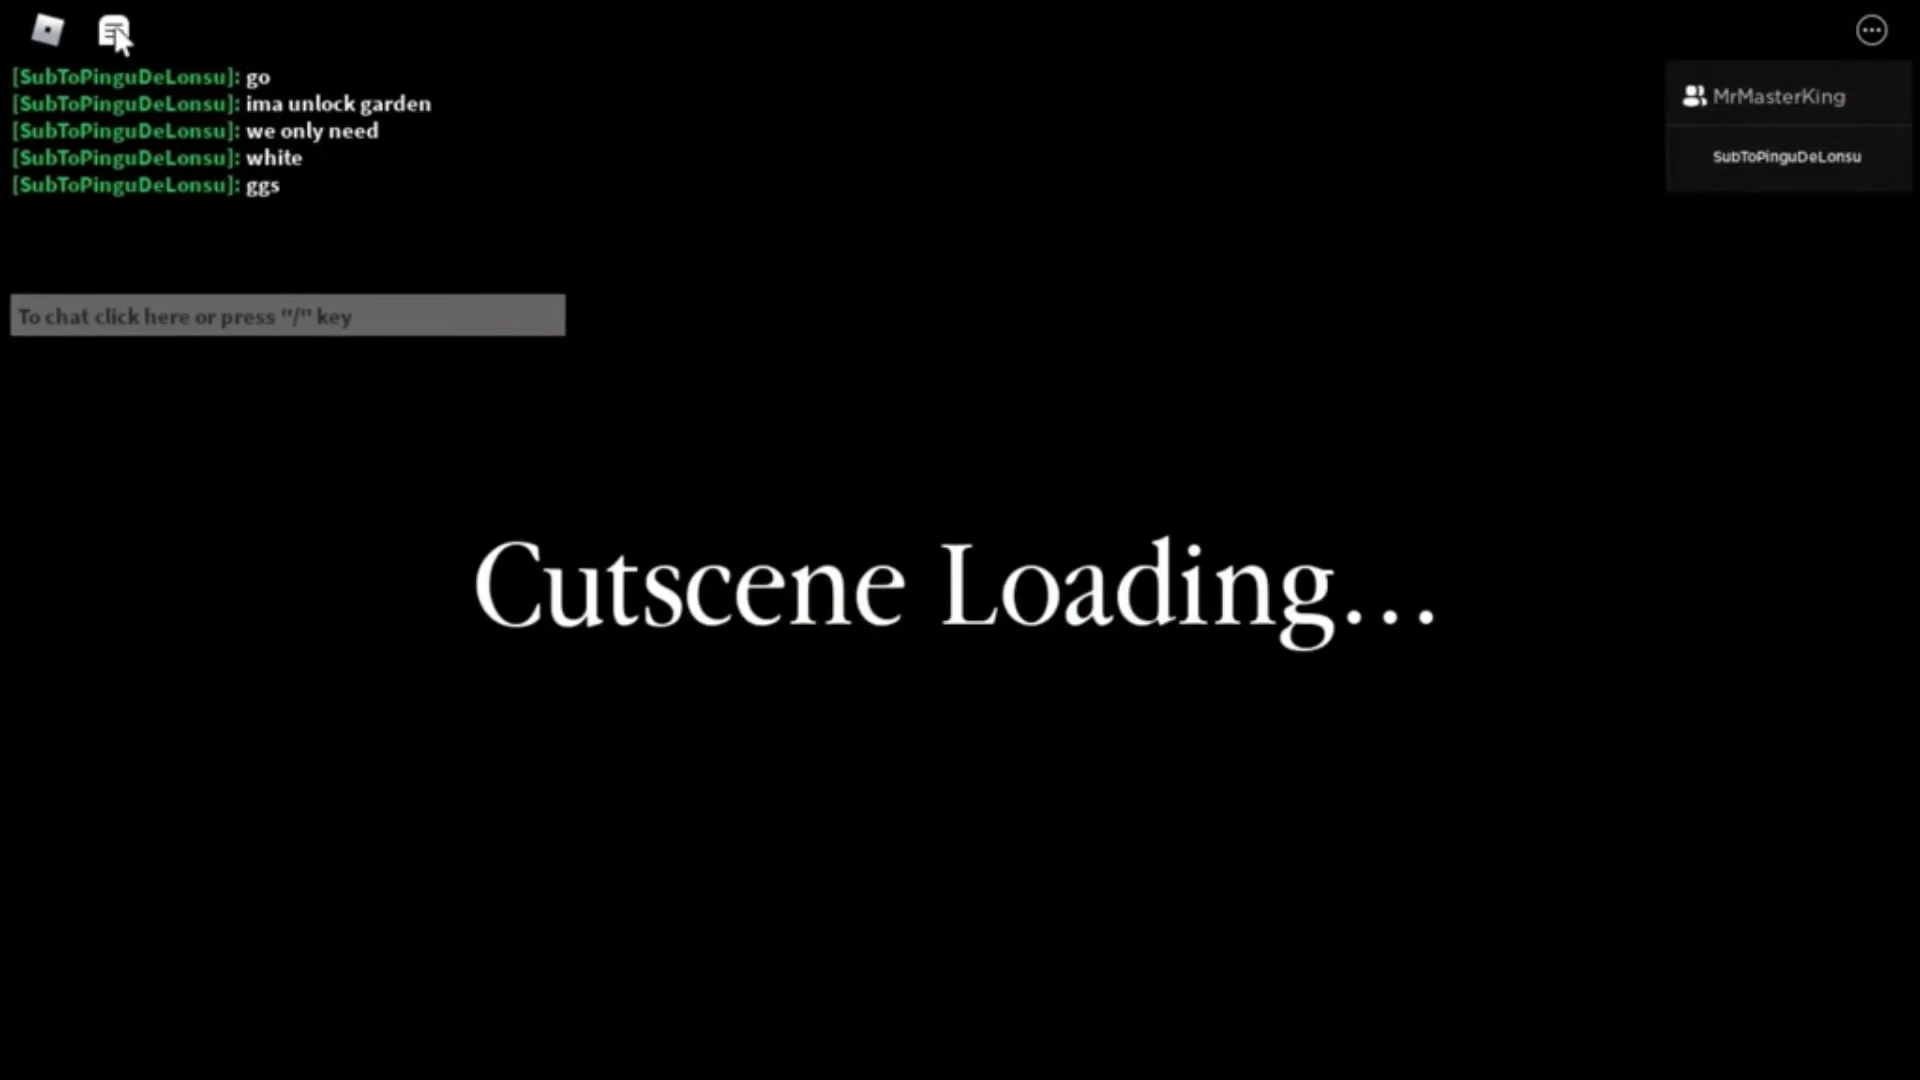 [SubToPinguDeLonsu]: go
[SubToPinguDeLonsu]: ima unlock garden
[SubToPinguDeLonsu]: we only need
[SubToPinguDeLonsu]: white
[SubToPinguDeLonsu]: ggs
MrMasterKing
SubToPinguDeLonsu
To chat click here or press "/" key
Cutscene Loading...